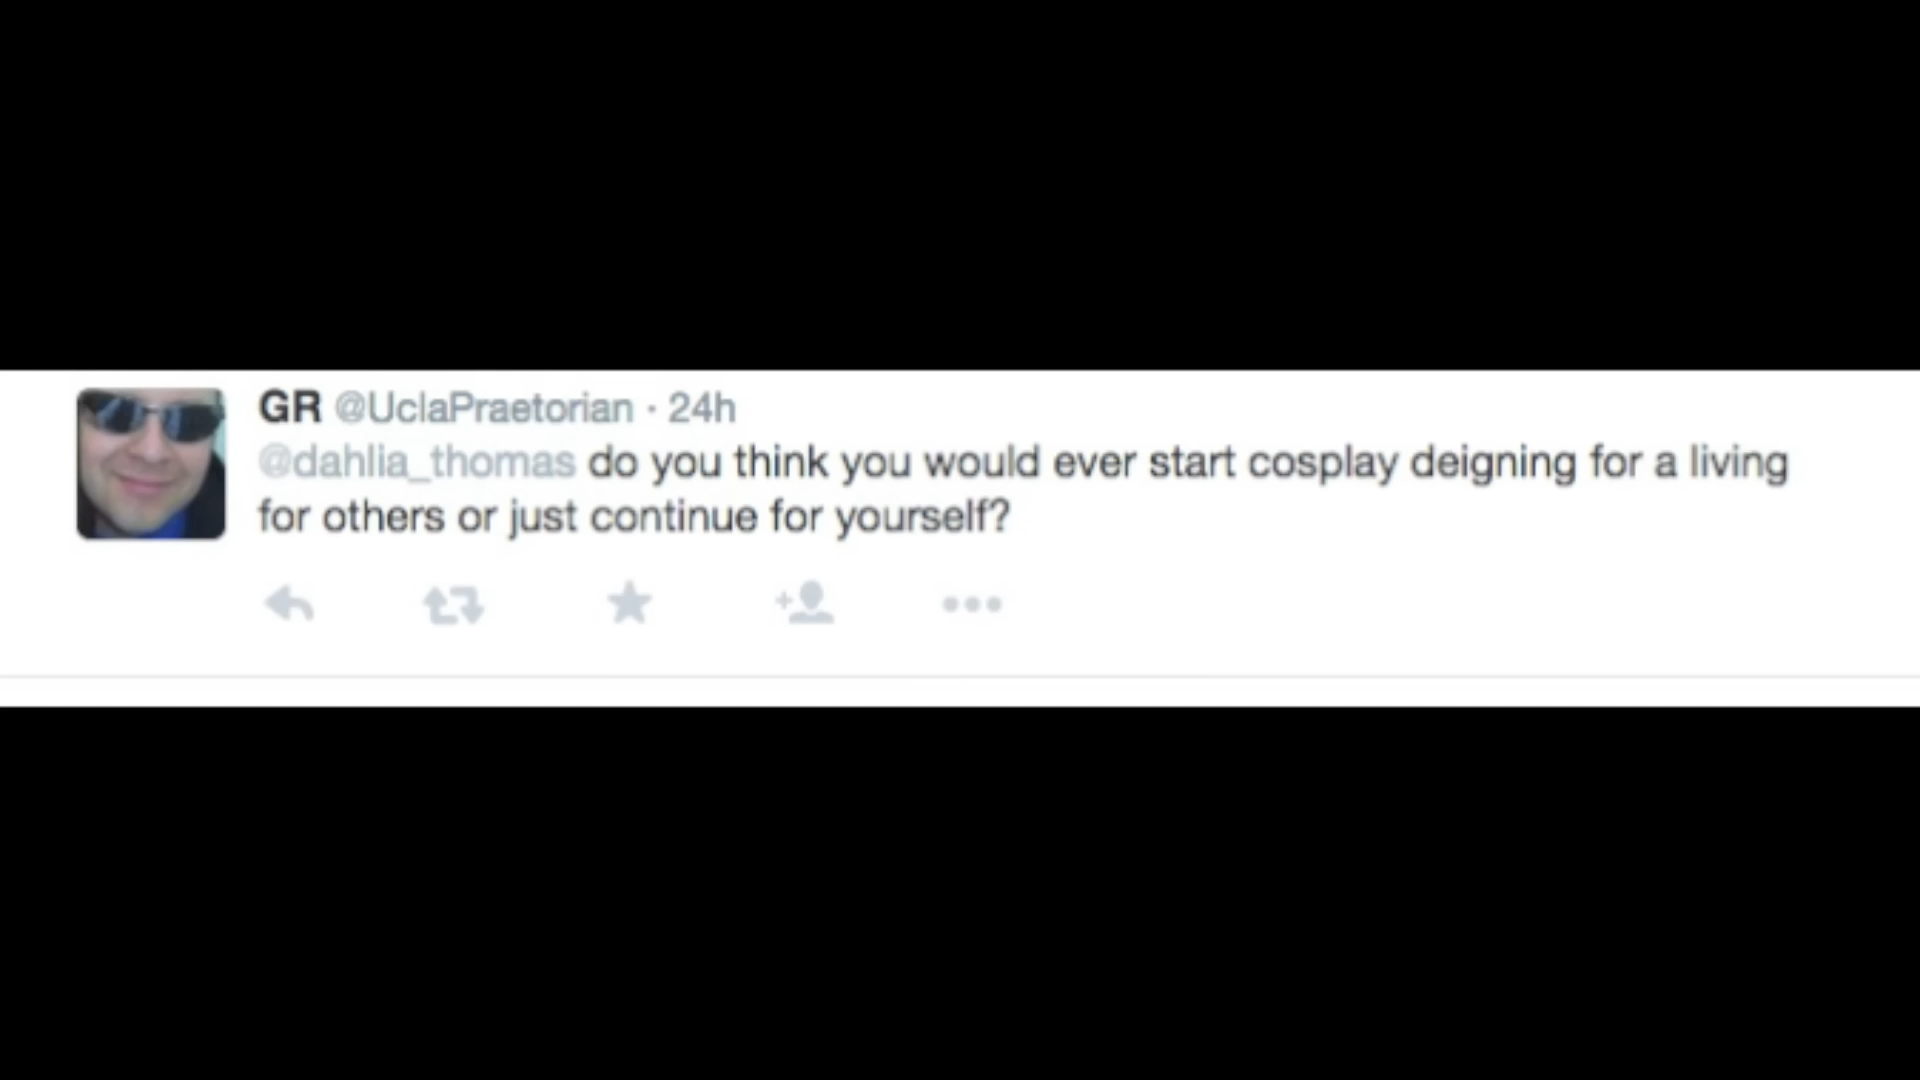 GR @UclaPraetorian · 24h
@dahlia_thomas do you think you would ever start cosplay deigning for a living
for others or just continue for yourself?